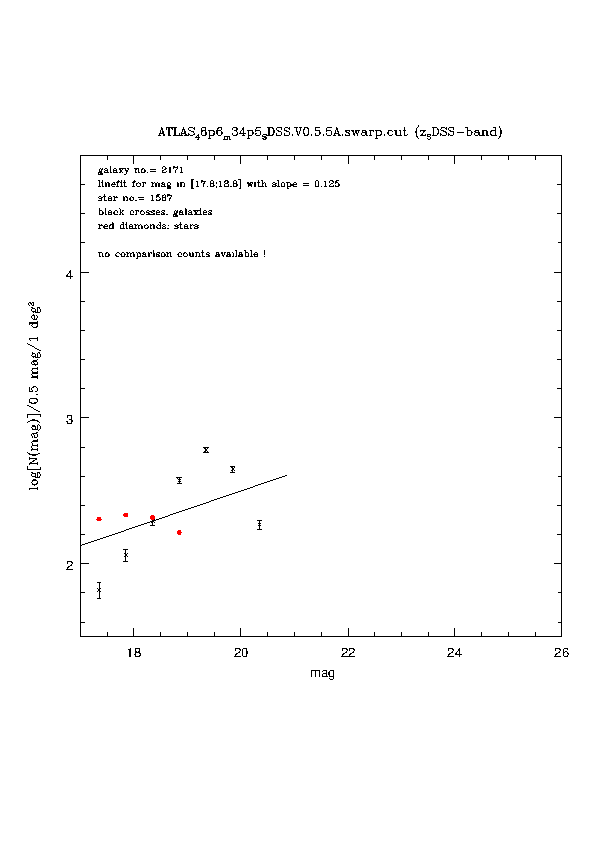 ATLAS_48p6_m34p5_SDSS.V0.5.5A.swarp.cut (z_SDSS-band)
galaxy no.= 2171
linefit for mag in [17.8;18.8] with slope = 0.125
star no.= 1587
black crosses: galaxies
red diamonds: stars
no comparison counts available !
4
3
2
log[N(mag)]/0.5 mag/1 deg²
18 20 22 24 26
mag